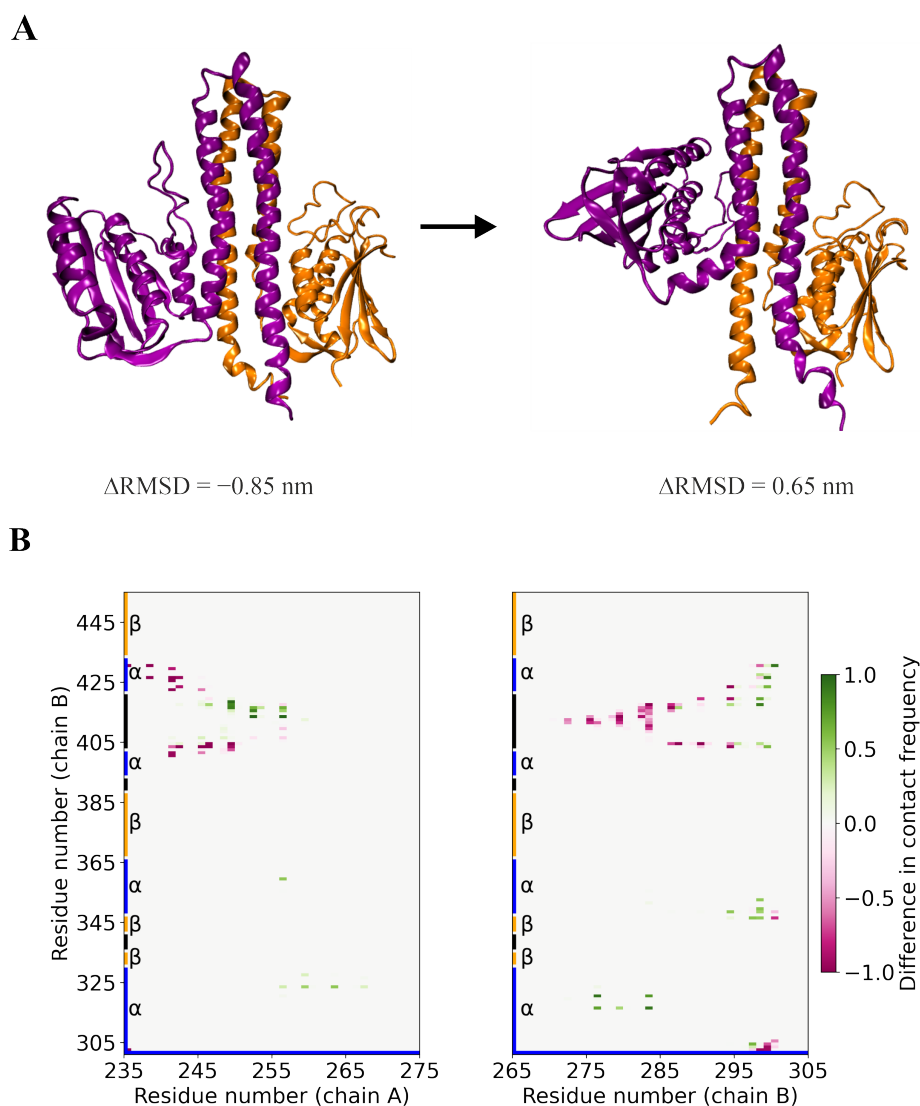 A
ΔRMSD = −0.85 nm
ΔRMSD = 0.65 nm
B
445
425
405
385
365
345
325
305
Residue number (chain B)
β
α
α
β
α
β
β
α
235
245
255
265
275
Residue number (chain A)
β
α
α
β
α
β
β
α
265
275
285
295
305
Residue number (chain B)
1.0
0.5
0.0
−0.5
−1.0
Difference in contact frequency